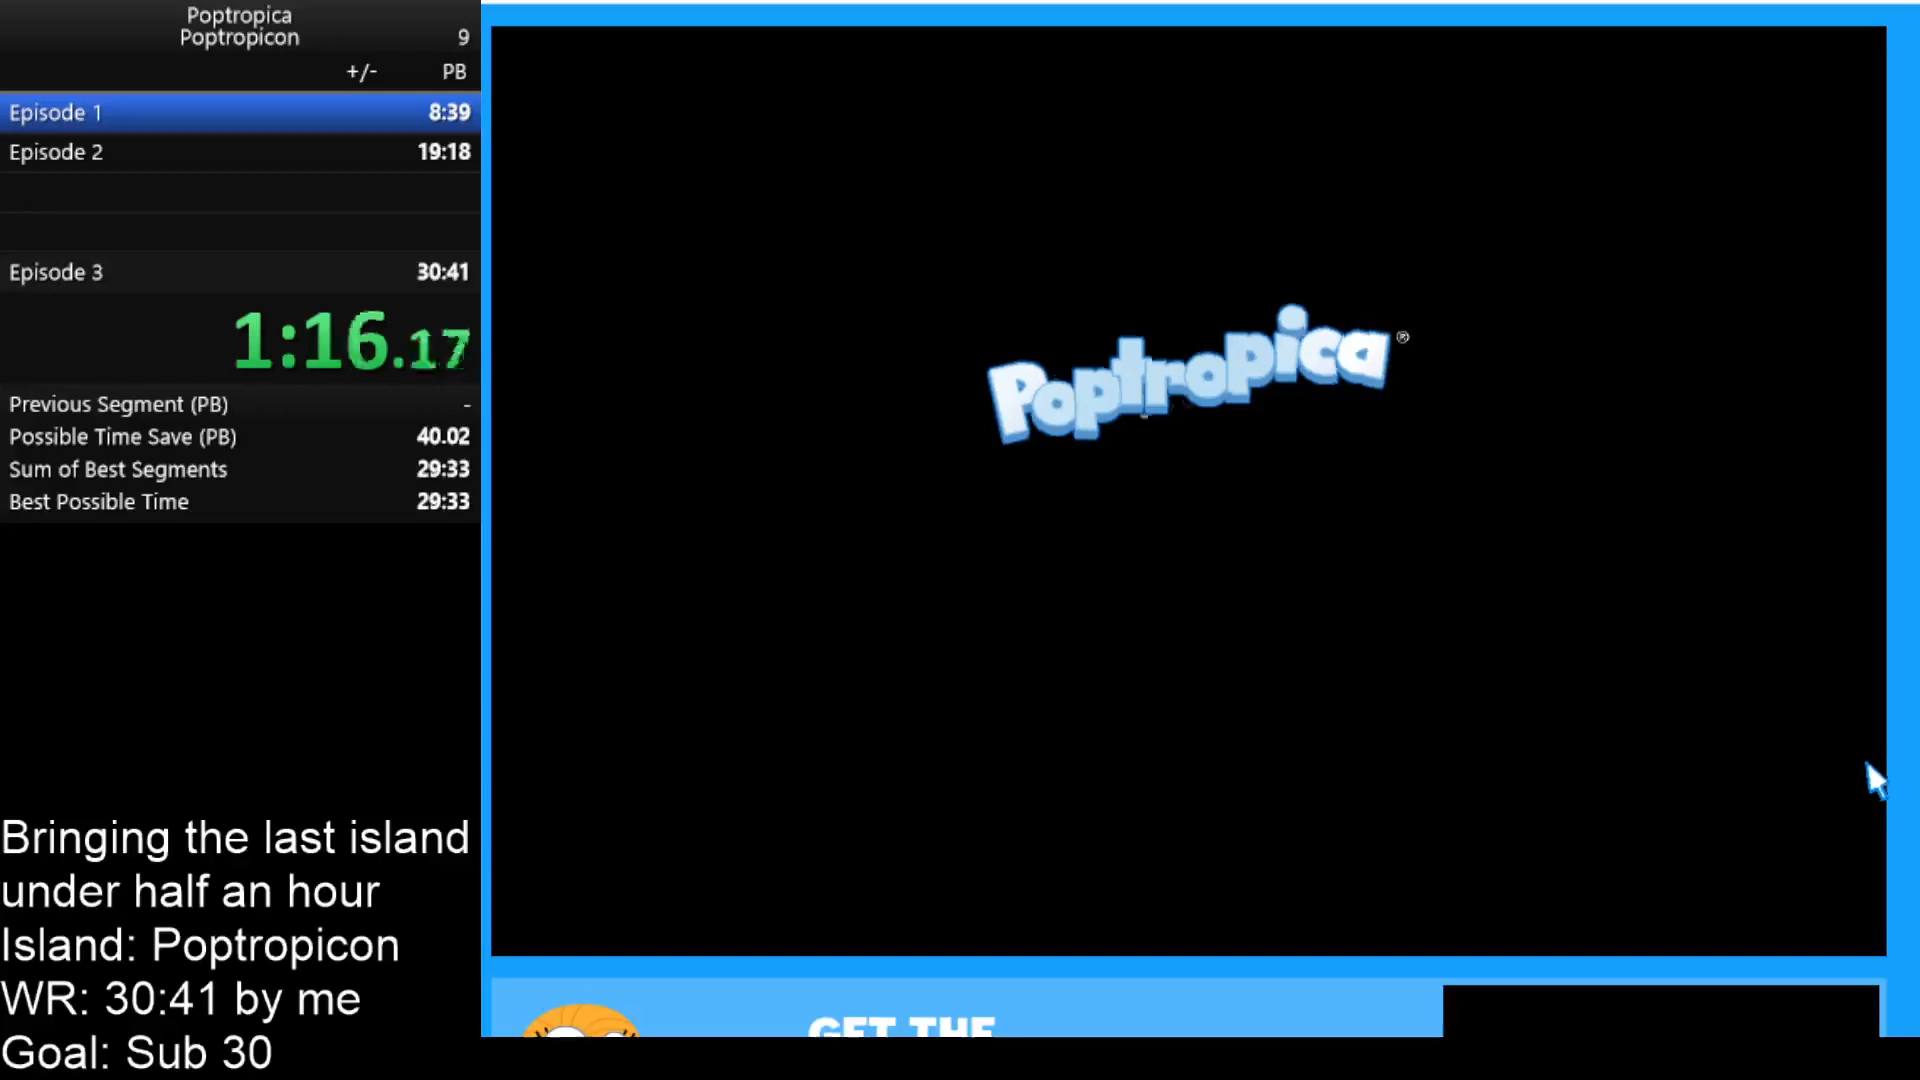 Poptropica
Poptropicon 9
+/- PB
Episode 1 8:39
Episode 2 19:18
Episode 3 30:41
1:16.17
Previous Segment (PB) -
Possible Time Save (PB) 40.02
Sum of Best Segments 29:33
Best Possible Time 29:33
Bringing the last island
under half an hour
Island: Poptropicon
WR: 30:41 by me
Goal: Sub 30
Poptropica®
GET THE